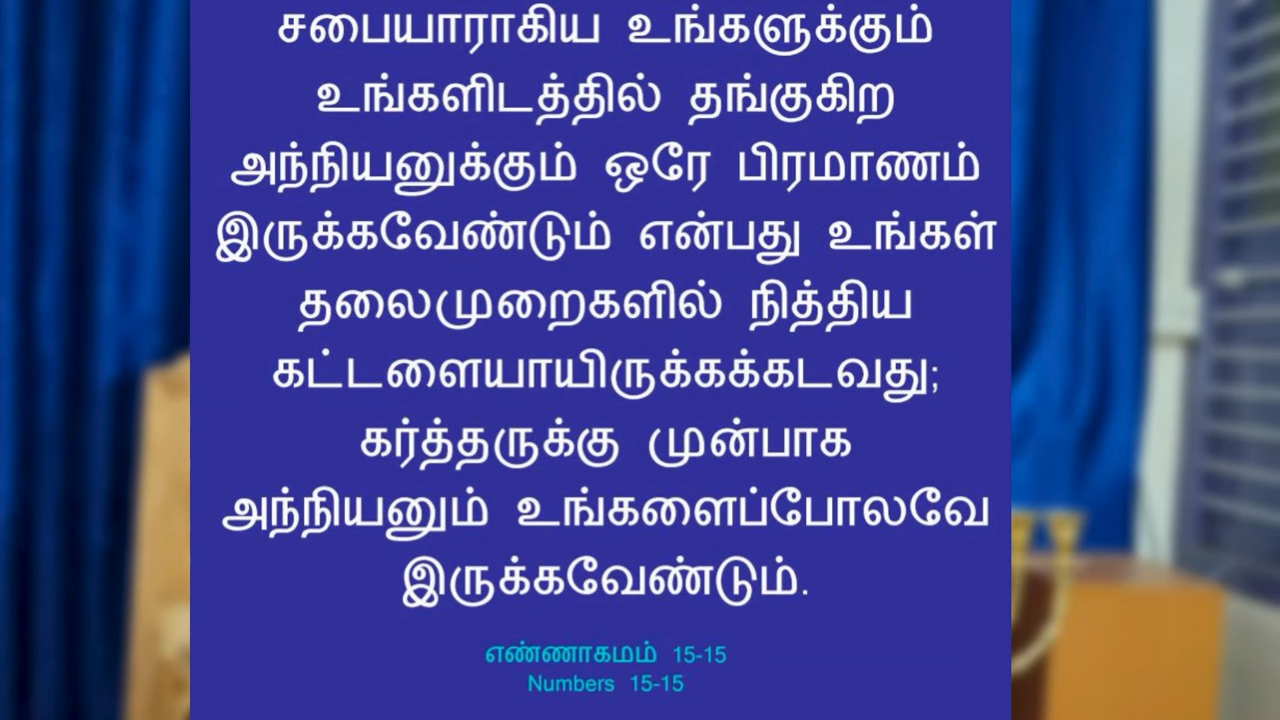 சபையாராகிய உங்களுக்கும்
உங்களிடத்தில் தங்குகிற
அந்நியனுக்கும் ஒரே பிரமாணம்
இருக்கவேண்டும் என்பது உங்கள்
தலைமுறைகளில் நித்திய
கட்டளையாயிருக்கக்கடவது;
கர்த்தருக்கு முன்பாக
அந்நியனும் உங்களைப்போலவே
இருக்கவேண்டும்.
எண்ணாகமம் 15-15
Numbers 15-15